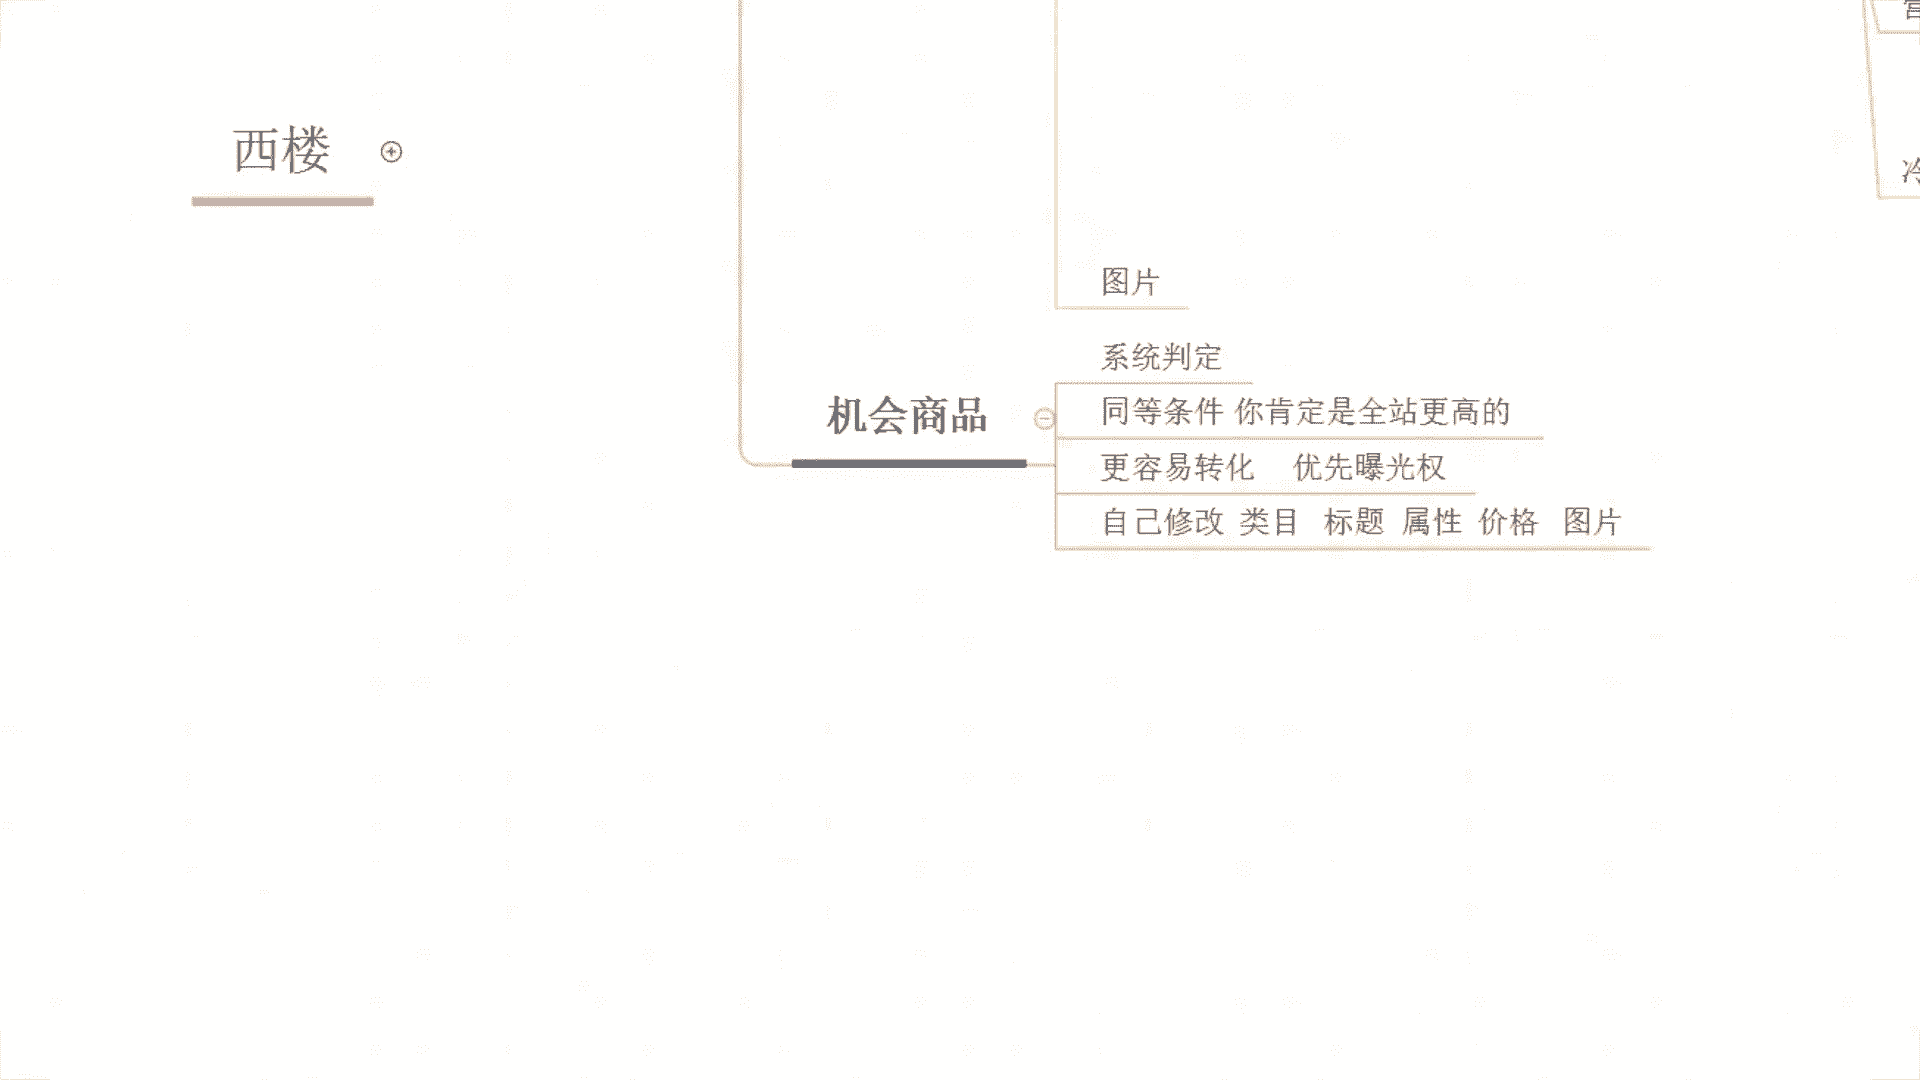 西楼
图片
系统判定
机会商品
同等条件 你肯定是全站更高的
更容易转化 优先曝光权
自己修改 类目 标题 属性 价格 图片